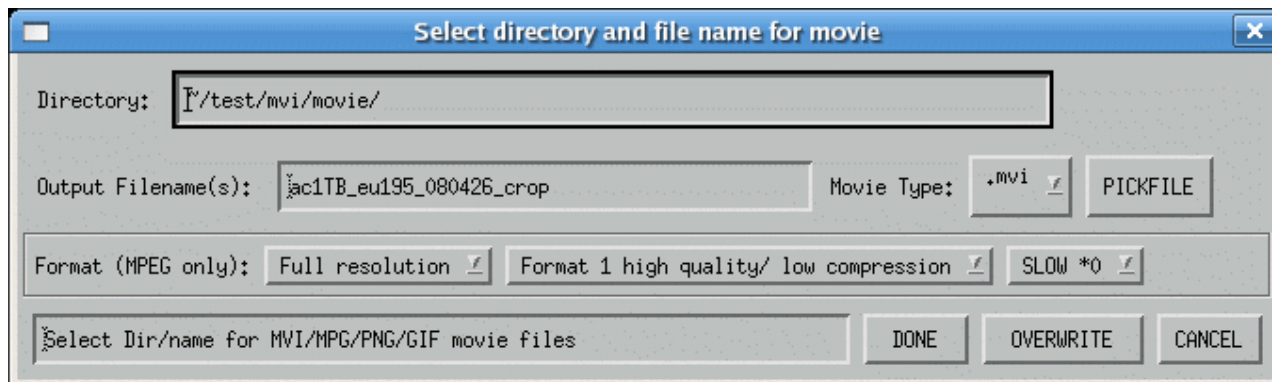 Select directory and file name for movie
Directory: ~/test/mvi/movie/
Output Filename(s): ac1TB_eu195_080426_crop Movie Type: .mvi PICKFILE
Format (MPEG only): Full resolution Format 1 high quality/ low compression SLOW *0
Select Dir/name for MVI/MPG/PNG/GIF movie files DONE OVERWRITE CANCEL